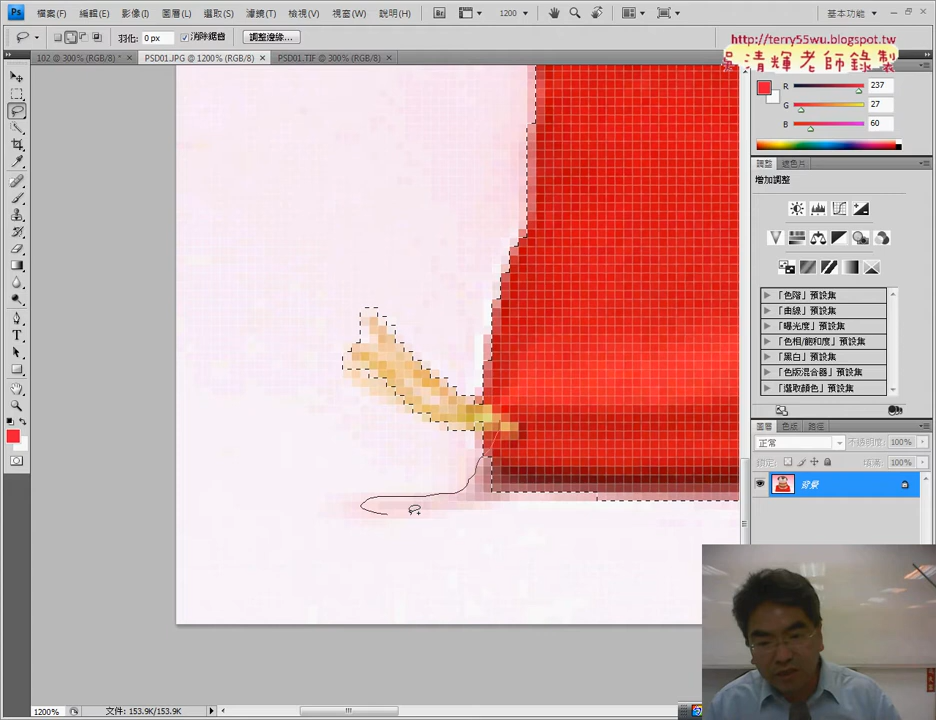 Ps 檔案(F) 編輯(E) 影像(I) 圖層(L) 選取(S) 濾鏡(T) 檢視(V) 視窗(W) 說明(H) Br 1200 基本功能
羽化: 0 px 消除鋸齒 調整邊緣...
http://terry55wu.blogspot.tw
吳清輝老師錄製
102 @ 300% (RGB/8) * × PSD01.JPG @ 1200% (RGB/8) × PSD01.TIF @ 300% (RGB/8) ×
R 237
G 27
B 60
調整 遮色片
增加調整
「色階」預設集
「曲線」預設集
「曝光度」預設集
「色相/飽和度」預設集
「黑白」預設集
「色版混合器」預設集
「選取顏色」預設集
圖層 色版 路徑
正常 不透明度: 100%
鎖定: 填滿: 100%
背景
1200% 文件: 153.9K/153.9K